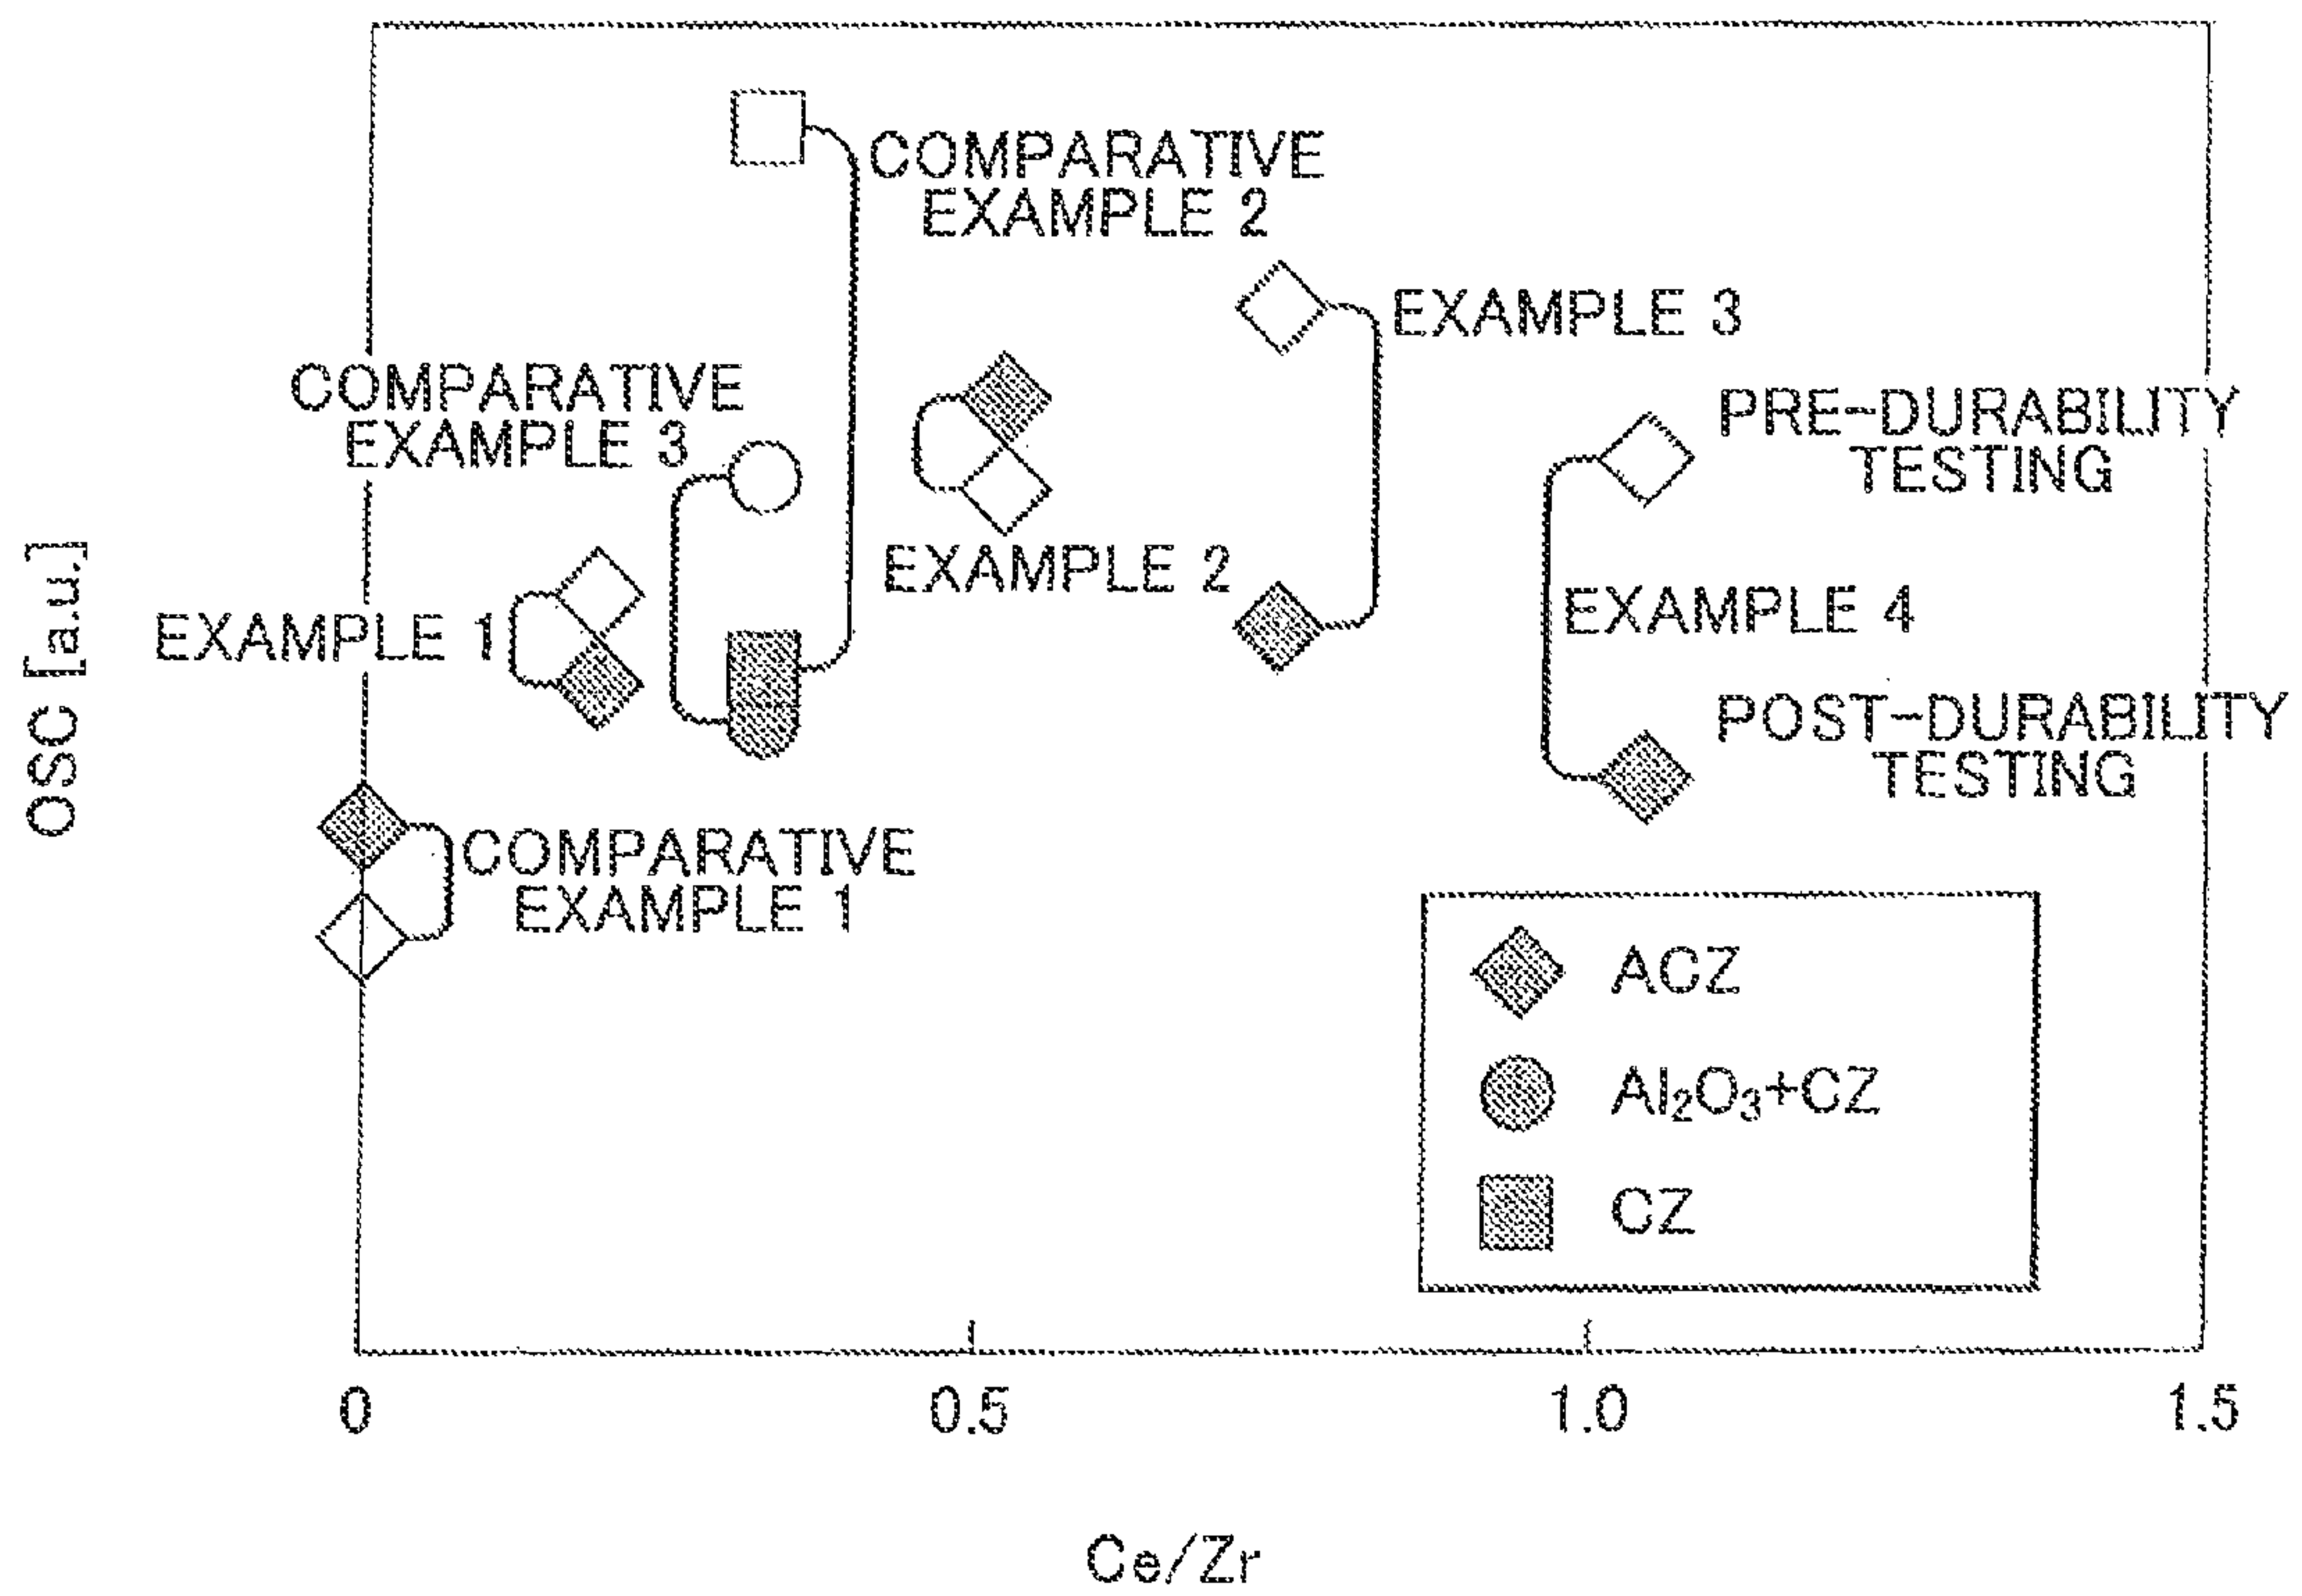 COMPARATIVE
EXAMPLE 2
EXAMPLE 3
COMPARATIVE
EXAMPLE 3
PRE-DURABILITY
TESTING
EXAMPLE 2
EXAMPLE 1
EXAMPLE 4
OSC [a.u.]
POST-DURABILITY
TESTING
COMPARATIVE
EXAMPLE 1
ACZ
Al₂O₃+CZ
CZ
0
0.5
1.0
1.5
Ce/Zr